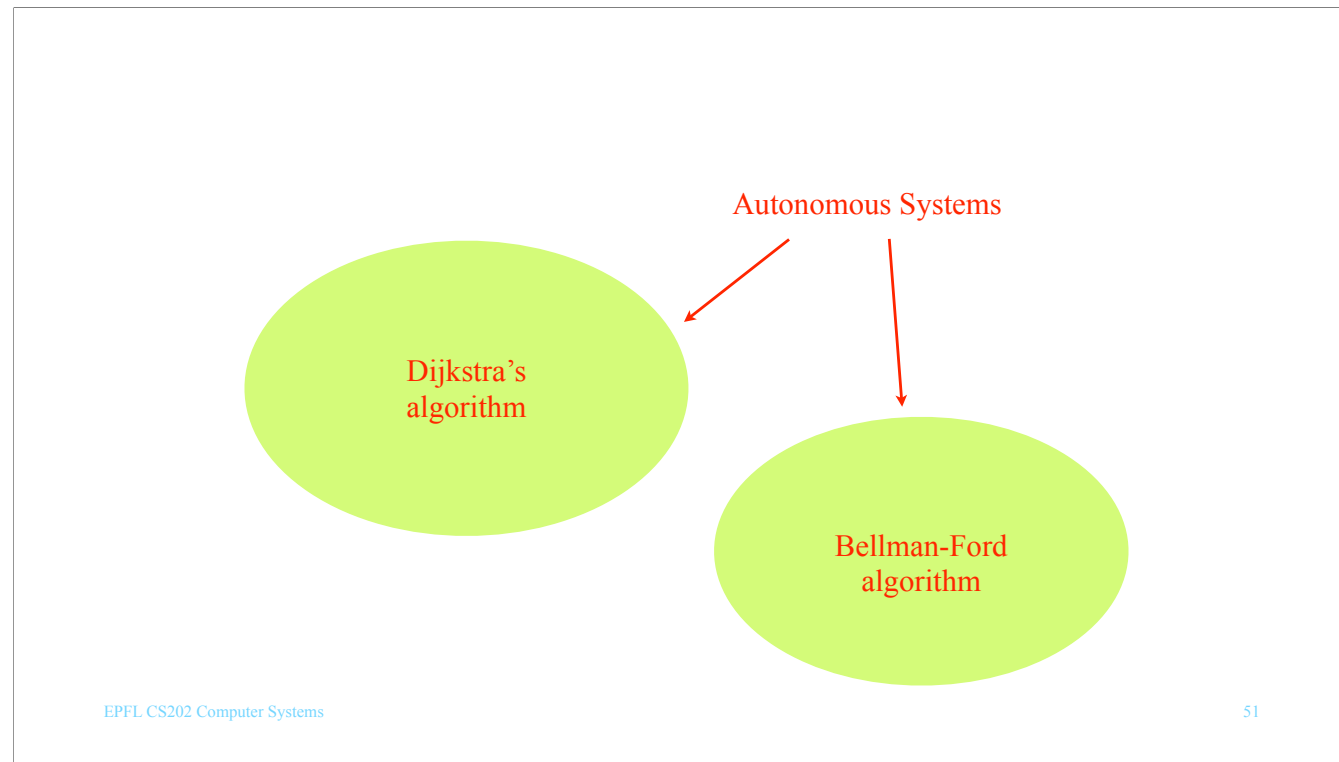 Autonomous Systems
Dijkstra’s
algorithm
Bellman-Ford
algorithm
EPFL CS202 Computer Systems
51